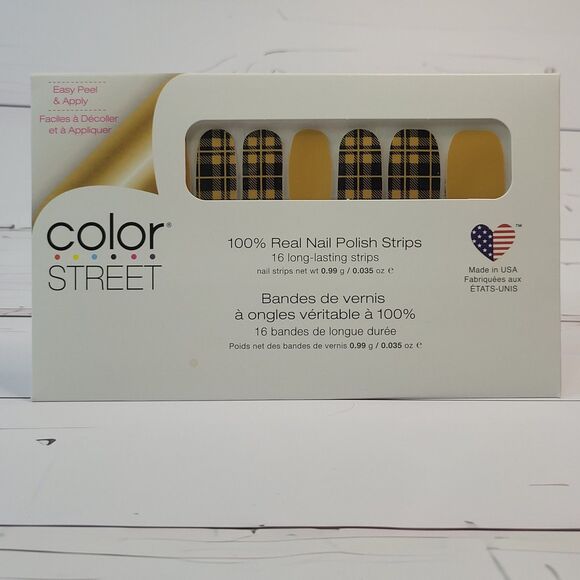 Easy Peel
& Apply
Faciles à Décoller
et à Appliquer
color®
STREET
100% Real Nail Polish Strips
16 long-lasting strips
nail strips net wt 0.99 g / 0.035 oz ℮
Bandes de vernis
à ongles véritable à 100%
16 bandes de longue durée
Poids net des bandes de vernis 0.99 g / 0.035 oz ℮
™
Made in USA
Fabriquées aux
ÉTATS-UNIS